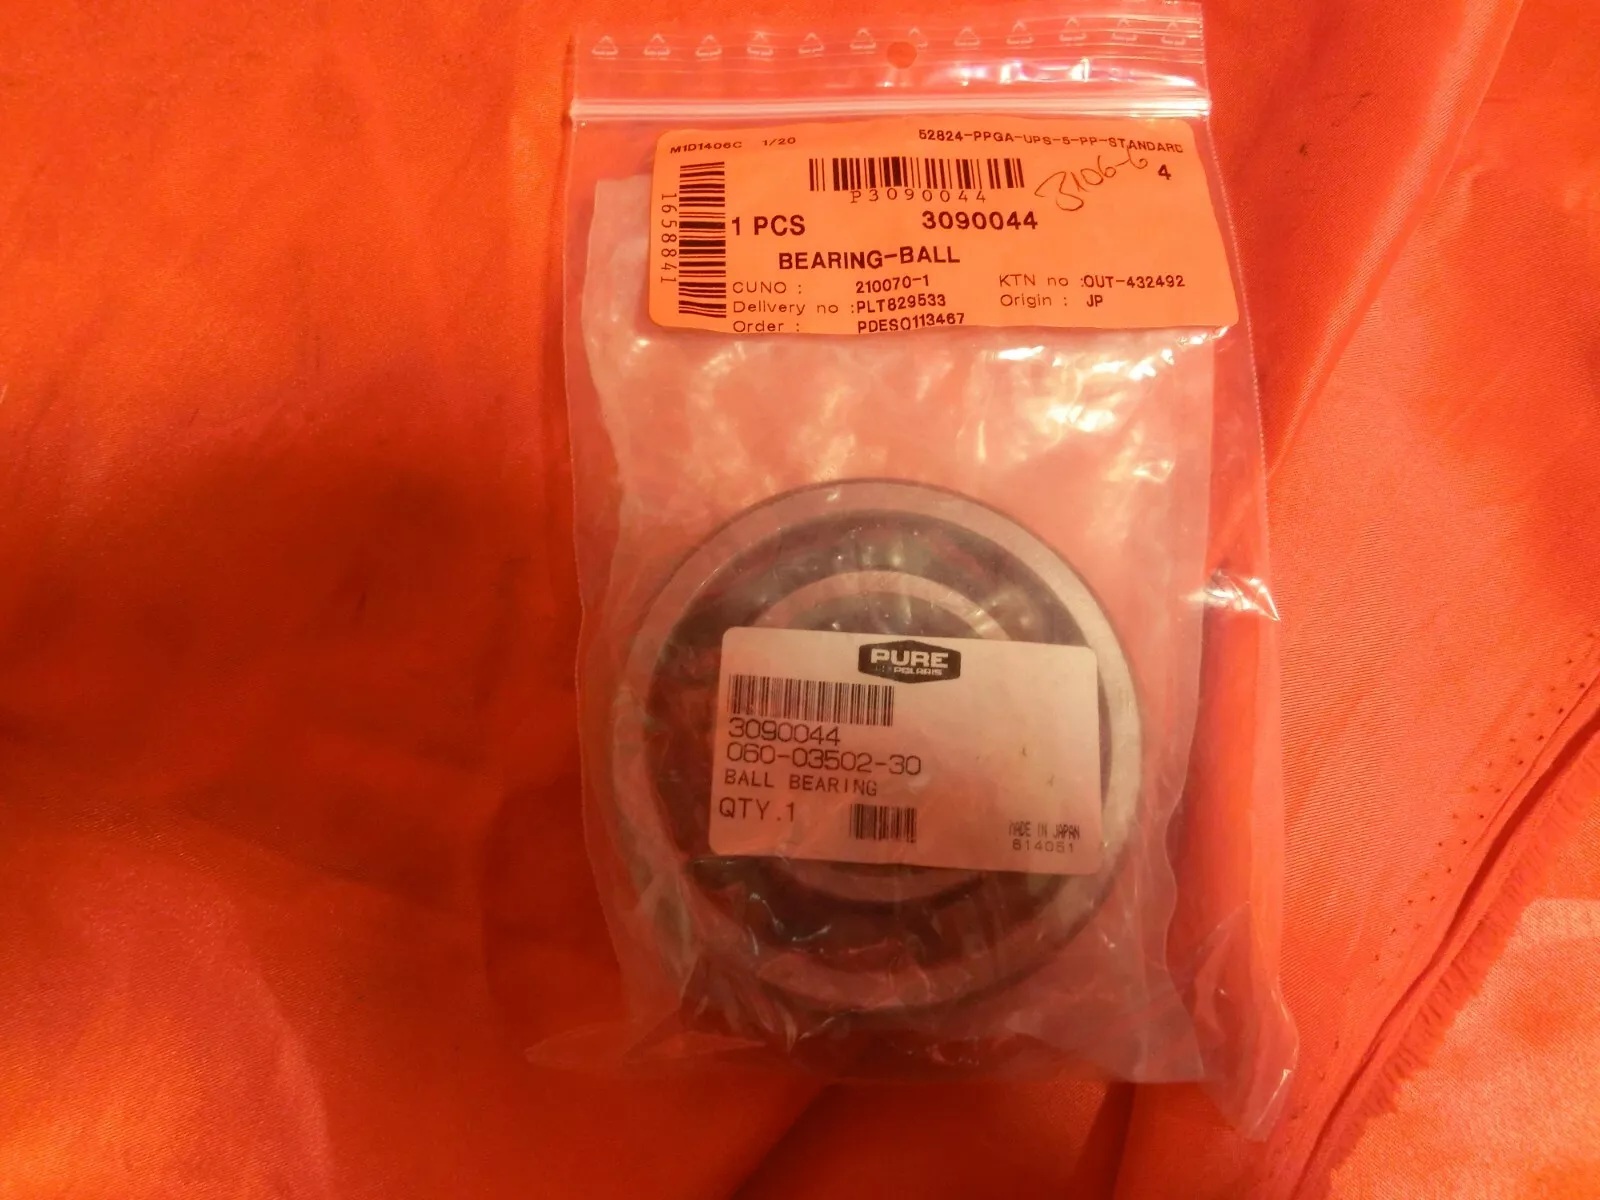 M1D1406C 1/20 52824-PPGA-UPS-5-PP-STANDARD
P3090044 3106-6 4
1658841
1 PCS 3090044
BEARING-BALL
CUNO : 210070-1 KTN no :OUT-432492
Delivery no :PLT829533 Origin : JP
Order : PDESO113467
PURE
POLARIS
3090044
060-03502-30
BALL BEARING
QTY.1
MADE IN JAPAN
614051